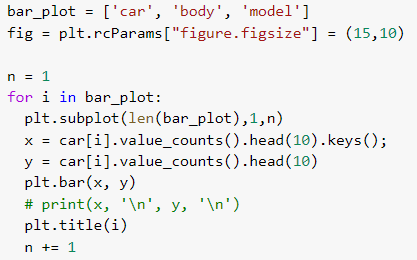 bar_plot = ['car', 'body', 'model']
fig = plt.rcParams["figure.figsize"] = (15,10)

n = 1
for i in bar_plot:
  plt.subplot(len(bar_plot),1,n)
  x = car[i].value_counts().head(10).keys();
  y = car[i].value_counts().head(10)
  plt.bar(x, y)
  # print(x, '\n', y, '\n')
  plt.title(i)
  n += 1